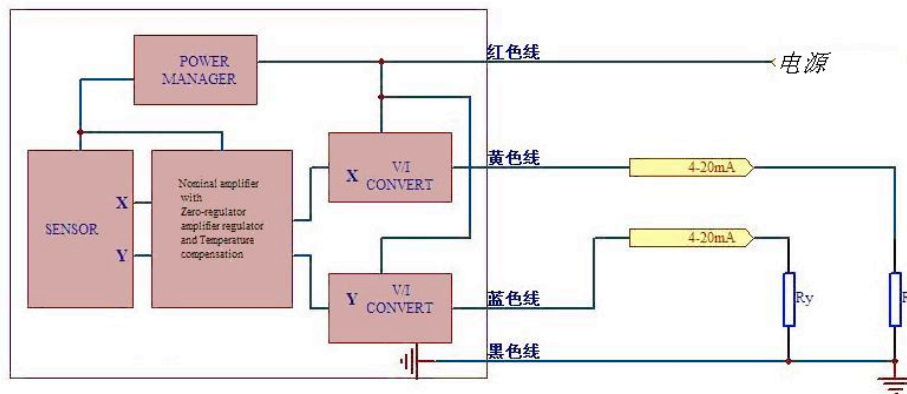 POWER
MANAGER
红色线
电源
SENSOR
X
Y
Nominal amplifier
with
Zero-regulator
amplifier regulator
and Temperature
compensation
X
V/I
CONVERT
黄色线
4-20mA
4-20mA
Y
V/I
CONVERT
蓝色线
Ry
黑色线